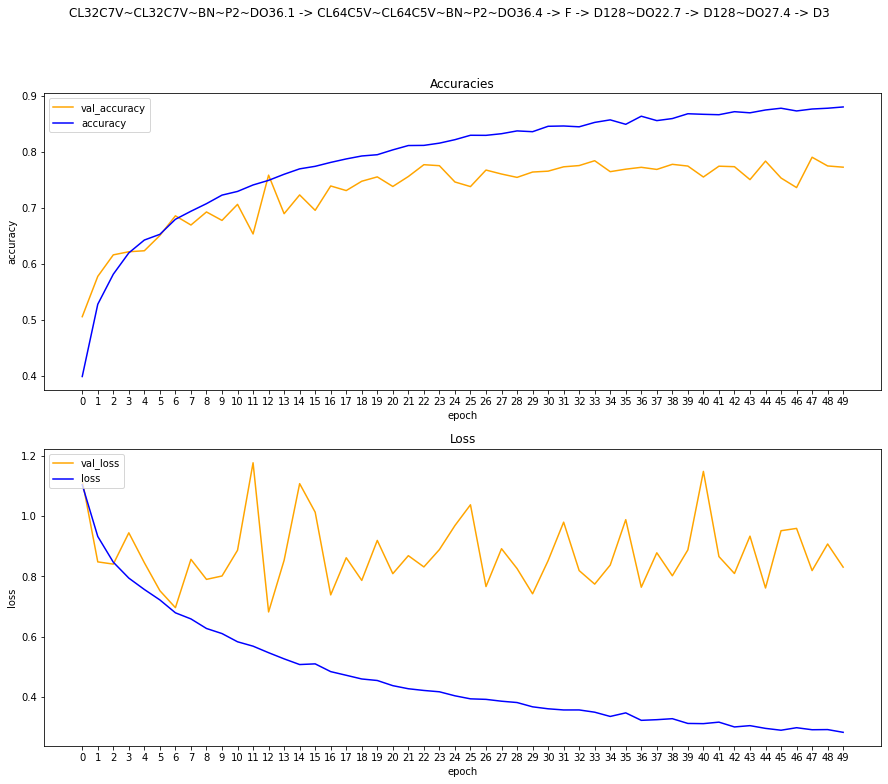 CL32C7V~CL32C7V~BN~P2~DO36.1 -> CL64C5V~CL64C5V~BN~P2~DO36.4 -> F -> D128~DO22.7 -> D128~DO27.4 -> D3
Accuracies
val_accuracy
accuracy
0.9
0.8
0.7
0.6
0.5
0.4
accuracy
0 1 2 3 4 5 6 7 8 9 10 11 12 13 14 15 16 17 18 19 20 21 22 23 24 25 26 27 28 29 30 31 32 33 34 35 36 37 38 39 40 41 42 43 44 45 46 47 48 49
epoch
Loss
val_loss
loss
1.2
1.0
0.8
0.6
0.4
loss
0 1 2 3 4 5 6 7 8 9 10 11 12 13 14 15 16 17 18 19 20 21 22 23 24 25 26 27 28 29 30 31 32 33 34 35 36 37 38 39 40 41 42 43 44 45 46 47 48 49
epoch